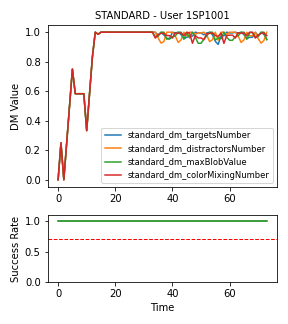 STANDARD - User 1SP1001
1.0
0.8
0.6
0.4
0.2
0.0
DM Value
standard_dm_targetsNumber
standard_dm_distractorsNumber
standard_dm_maxBlobValue
standard_dm_colorMixingNumber
0
20
40
60
Time
1.0
0.5
0.0
Success Rate
0
20
40
60
Time